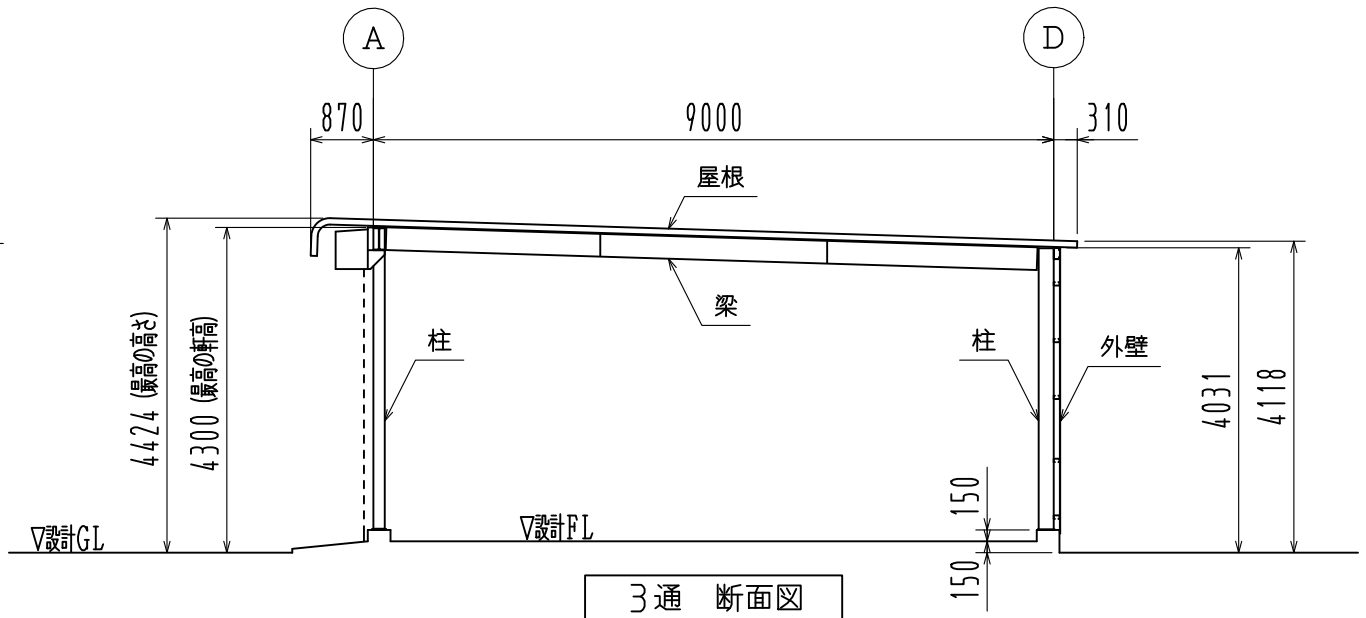 A
D
870
9000
310
屋根
梁
柱
柱
外壁
4424 (最高の高さ)
4300 (最高の軒高)
4031
4118
150
150
▽設計GL
▽設計FL
3通 断面図